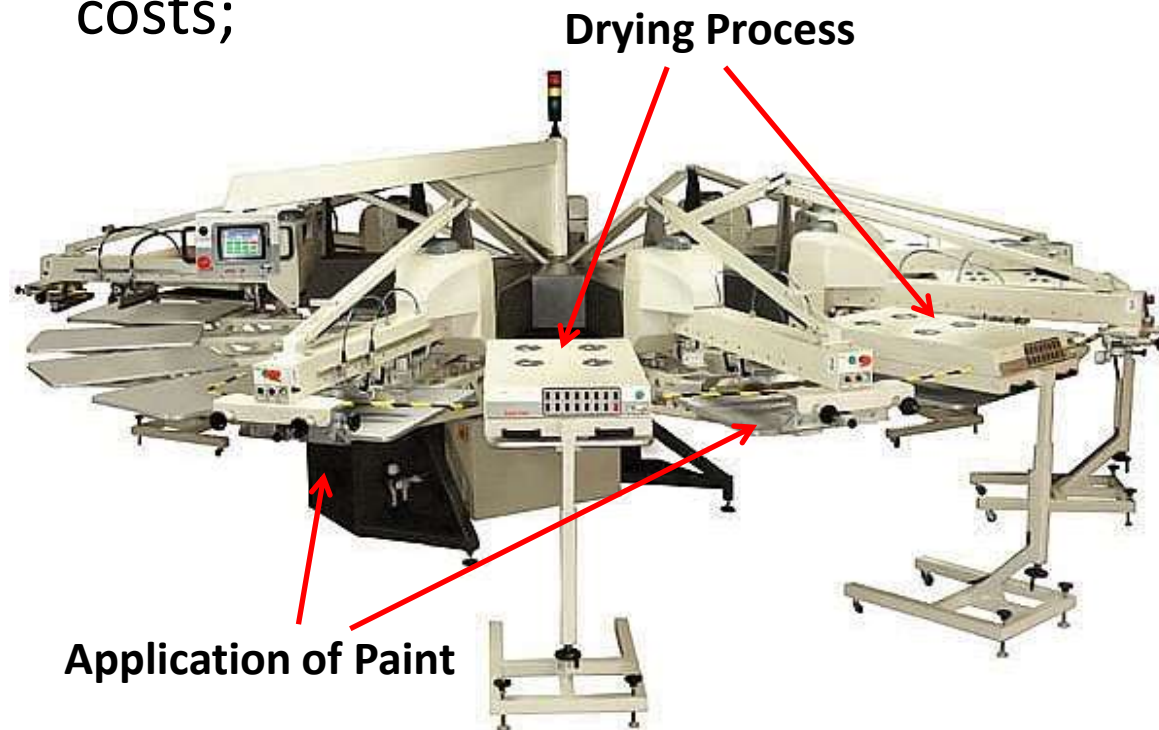 costs;
Drying Process
Application of Paint